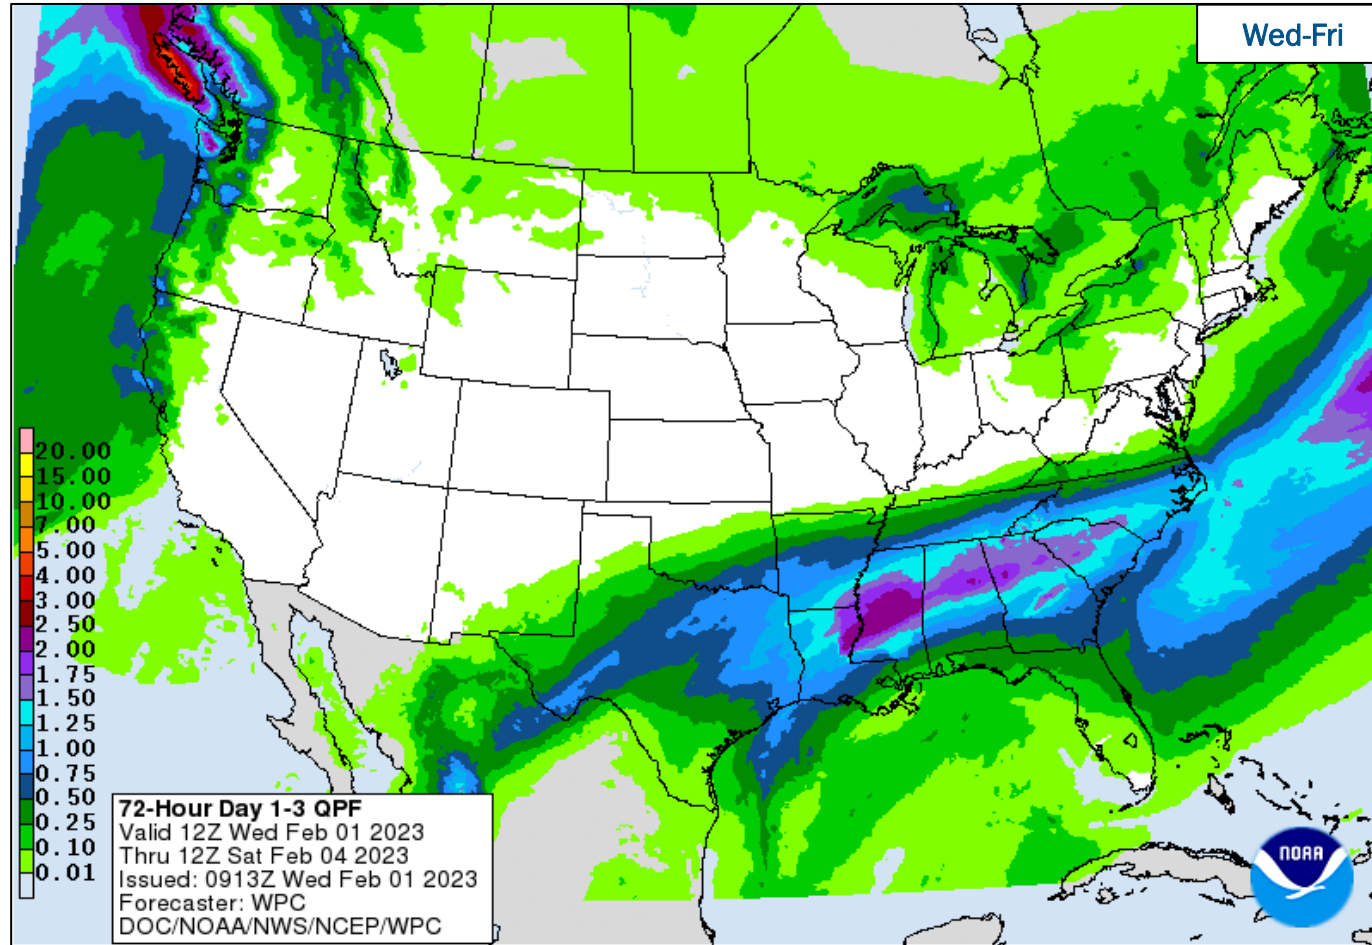 Wed-Fri
20.00
15.00
10.00
7.00
5.00
4.00
3.00
2.50
2.00
1.75
1.50
1.25
1.00
0.75
0.50
0.25
0.10
0.01
72-Hour Day 1-3 QPF
Valid 12Z Wed Feb 01 2023
Thru 12Z Sat Feb 04 2023
Issued: 0913Z Wed Feb 01 2023
Forecaster: WPC
DOC/NOAA/NWS/NCEP/WPC
NOAA